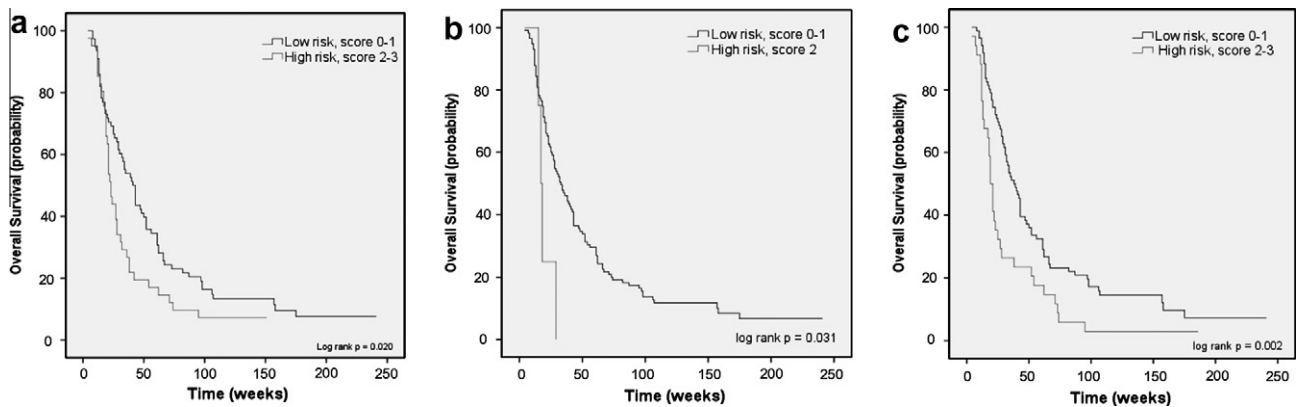 a
100
80
60
40
20
0
Overall Survival (probability)
Low risk, score 0-1
High risk, score 2-3
Log rank p = 0.020
0 50 100 150 200 250
Time (weeks)
b
100
80
60
40
20
0
Overall Survival (probability)
Low risk, score 0-1
High risk, score 2
log rank p = 0.031
0 50 100 150 200 250
Time (weeks)
c
100
80
60
40
20
0
Overall Survival (probability)
Low risk, score 0-1
High risk, score 2-3
log rank p = 0.002
0 50 100 150 200 250
Time (weeks)